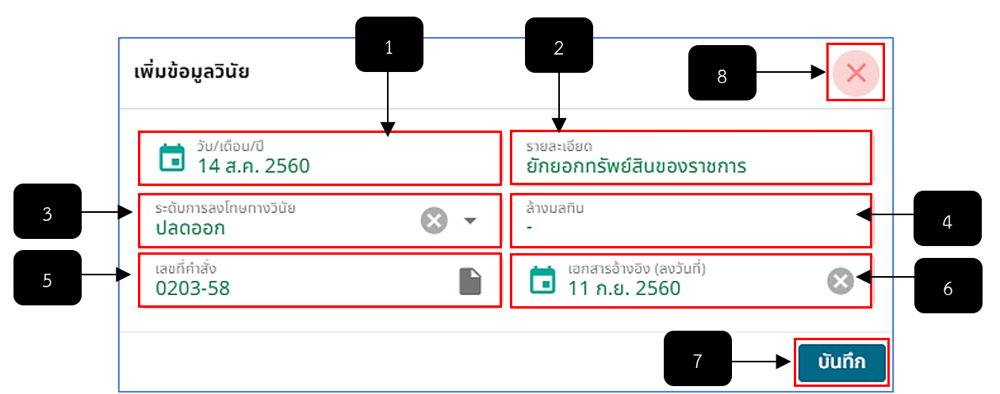 1
2
8
เพิ่มข้อมูลวินัย
วัน/เดือน/ปี
14 ส.ค. 2560
รายละเอียด
ยักยอกทรัพย์สินของราชการ
3
ระดับการลงโทษทางวินัย
ปลดออก
ล้างมลทิน
-
4
5
เลขที่คำสั่ง
0203-58
เอกสารอ้างอิง (ลงวันที่)
11 ก.ย. 2560
6
7
บันทึก